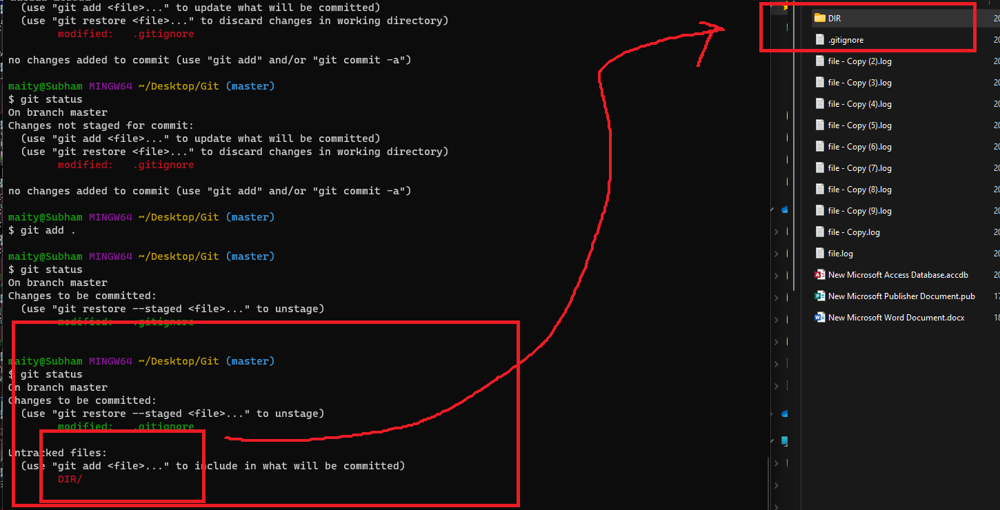 (use "git add <file>..." to update what will be committed)
(use "git restore <file>..." to discard changes in working directory)
modified:   .gitignore
no changes added to commit (use "git add" and/or "git commit -a")
maity@Subham MINGW64 ~/Desktop/Git (master)
$ git status
On branch master
Changes not staged for commit:
(use "git add <file>..." to update what will be committed)
(use "git restore <file>..." to discard changes in working directory)
modified:   .gitignore
no changes added to commit (use "git add" and/or "git commit -a")
maity@Subham MINGW64 ~/Desktop/Git (master)
$ git add .
maity@Subham MINGW64 ~/Desktop/Git (master)
$ git status
On branch master
Changes to be committed:
(use "git restore --staged <file>..." to unstage)
modified:   .gitignore
maity@Subham MINGW64 ~/Desktop/Git (master)
$ git status
On branch master
Changes to be committed:
(use "git restore --staged <file>..." to unstage)
modified:   .gitignore
Untracked files:
(use "git add <file>..." to include in what will be committed)
DIR/
DIR
.gitignore
file - Copy (2).log
file - Copy (3).log
file - Copy (4).log
file - Copy (5).log
file - Copy (6).log
file - Copy (7).log
file - Copy (8).log
file - Copy (9).log
file - Copy.log
file.log
New Microsoft Access Database.accdb
New Microsoft Publisher Document.pub
New Microsoft Word Document.docx